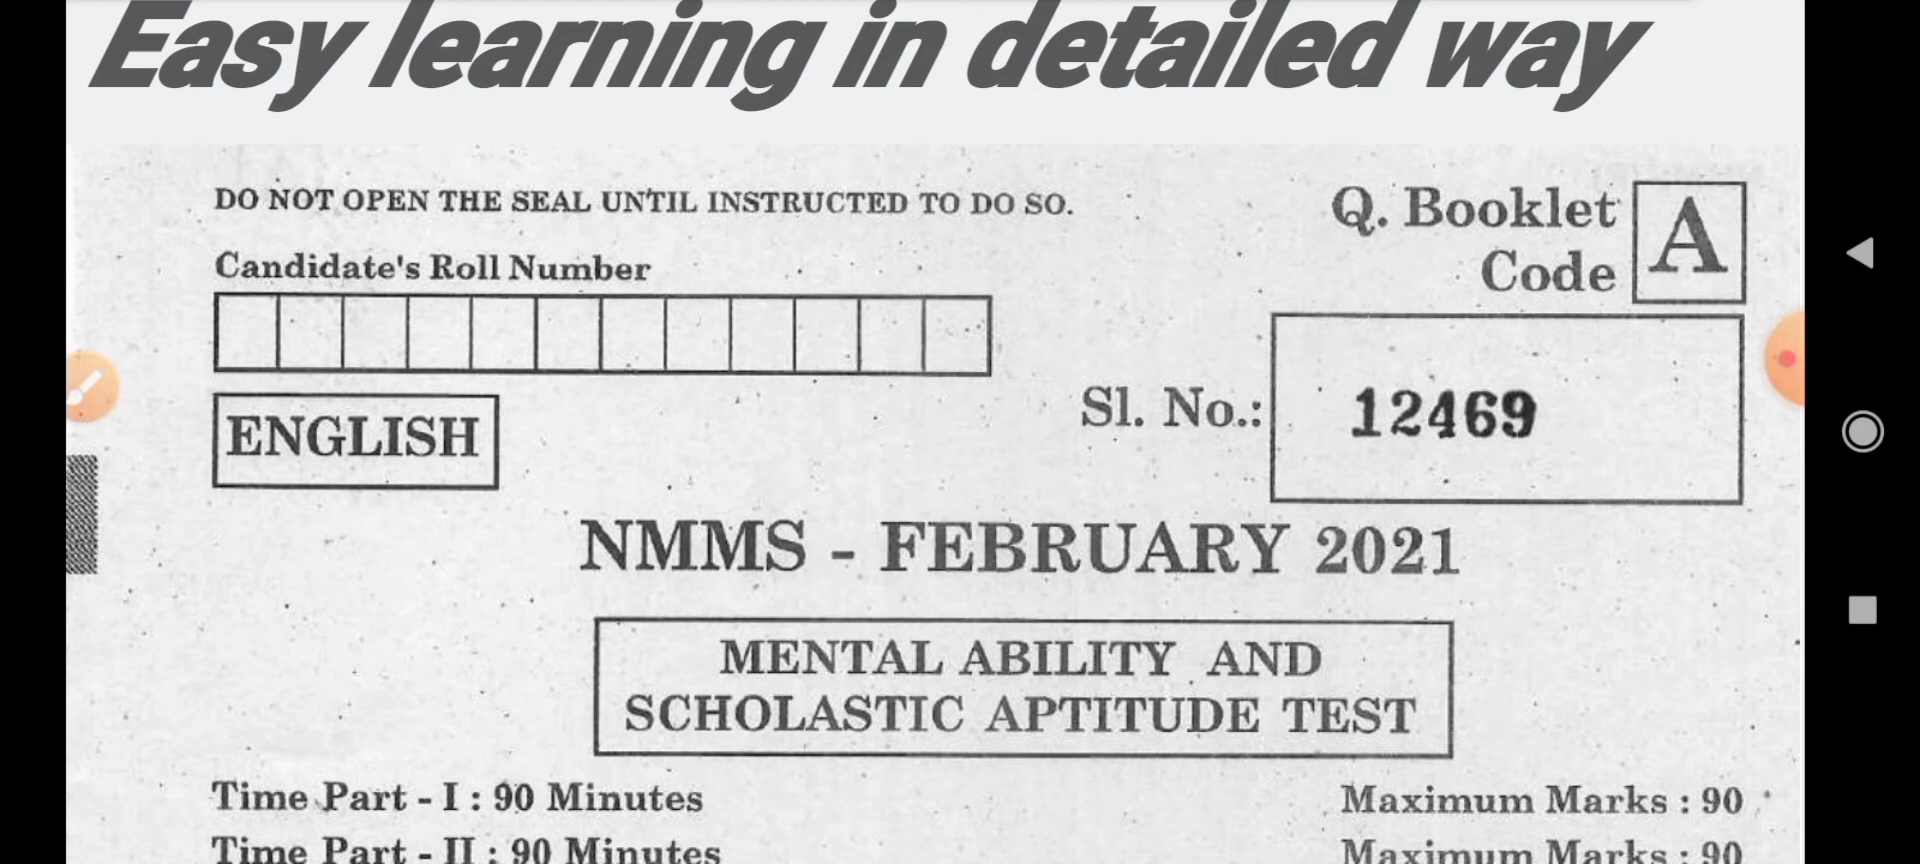 Easy learning in detailed way
DO NOT OPEN THE SEAL UNTIL INSTRUCTED TO DO SO.
Q. Booklet
Code
A
Candidate's Roll Number
ENGLISH
Sl. No.:
12469
NMMS - FEBRUARY 2021
MENTAL ABILITY AND
SCHOLASTIC APTITUDE TEST
Time Part - I : 90 Minutes
Maximum Marks : 90
Time Part - II : 90 Minutes
Maximum Marks : 90